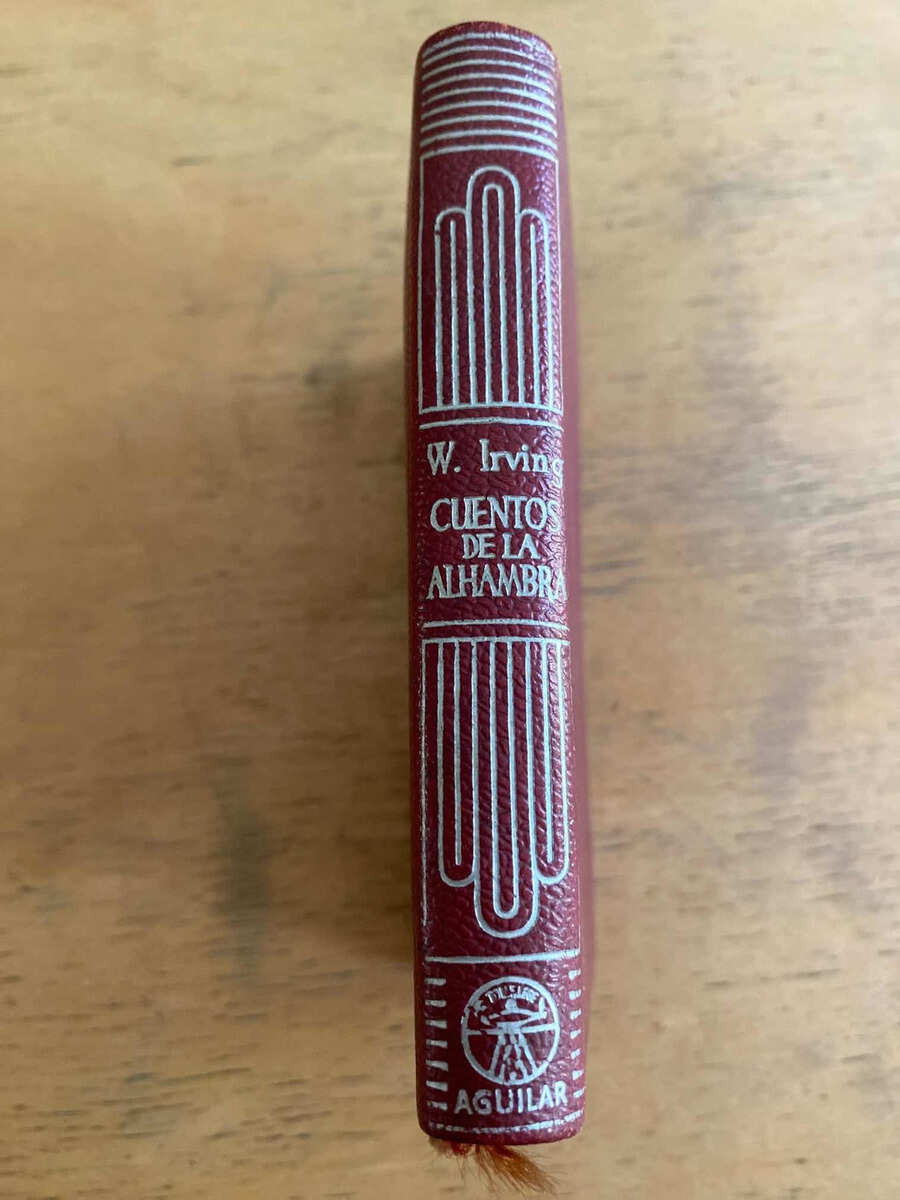 W. Irving
CUENTOS
DE LA
ALHAMBRA
AGUILAR